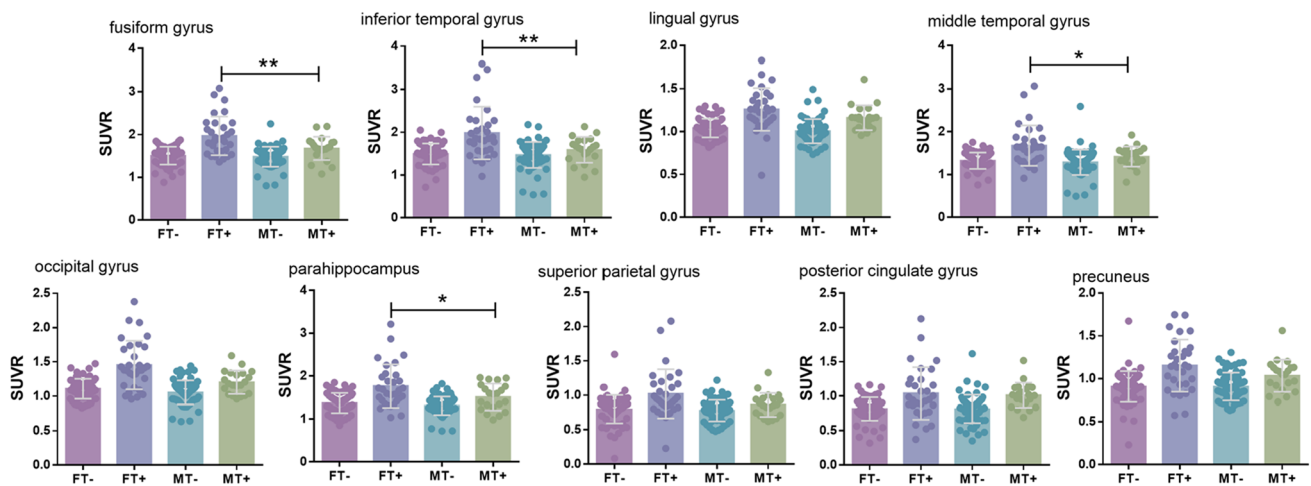 fusiform gyrus
SUVR
4
3
2
1
0
**
FT- FT+ MT- MT+
inferior temporal gyrus
SUVR
4
3
2
1
0
**
FT- FT+ MT- MT+
lingual gyrus
SUVR
2.0
1.5
1.0
0.5
0.0
FT- FT+ MT- MT+
middle temporal gyrus
SUVR
4
3
2
1
0
*
FT- FT+ MT- MT+
occipital gyrus
SUVR
2.5
2.0
1.5
1.0
0.5
0.0
FT- FT+ MT- MT+
parahippocampus
SUVR
4
3
2
1
0
*
FT- FT+ MT- MT+
superior parietal gyrus
SUVR
2.5
2.0
1.5
1.0
0.5
0.0
FT- FT+ MT- MT+
posterior cingulate gyrus
SUVR
2.5
2.0
1.5
1.0
0.5
0.0
FT- FT+ MT- MT+
precuneus
SUVR
2.0
1.5
1.0
0.5
0.0
FT- FT+ MT- MT+